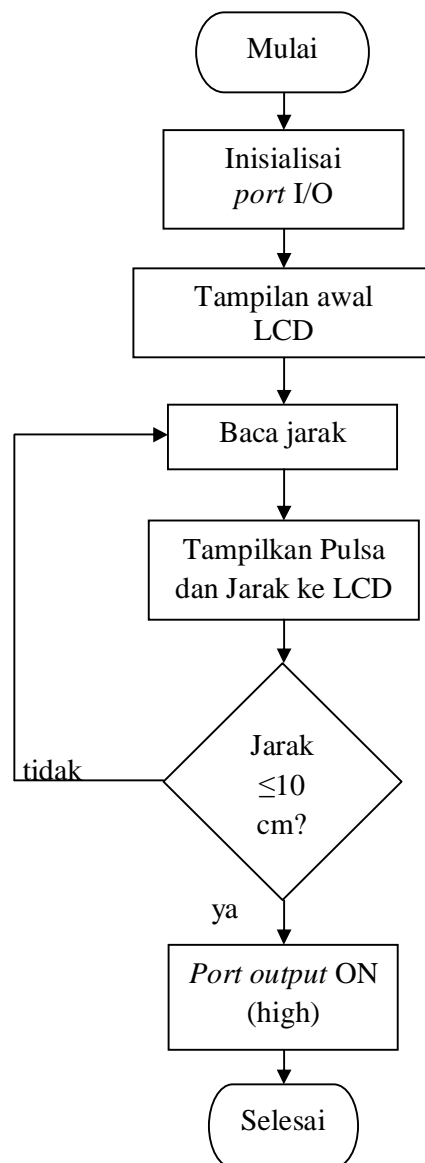 Mulai
Inisialisai
port I/O
Tampilan awal
LCD
Baca jarak
Tampilkan Pulsa
dan Jarak ke LCD
Jarak
≤10
cm?
tidak
ya
Port output ON
(high)
Selesai